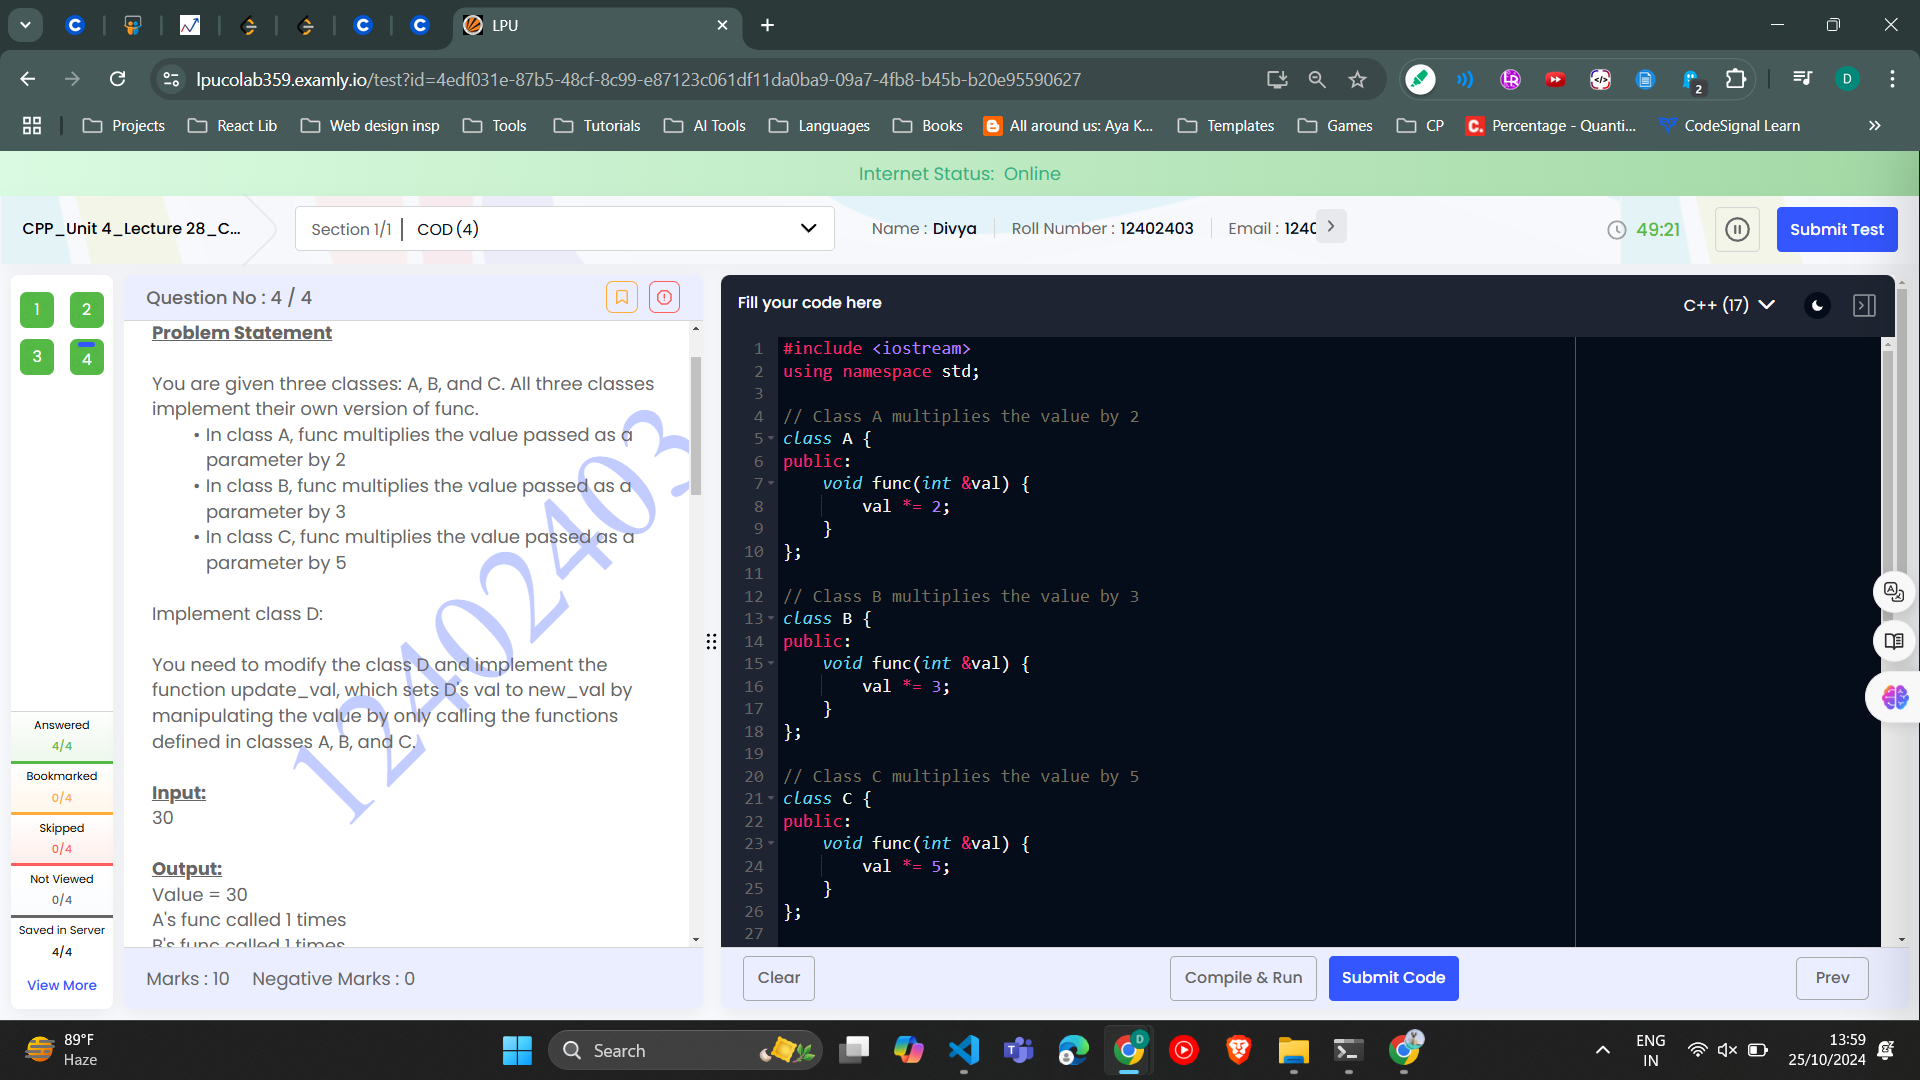 LPU
lpucolab359.examly.io/test?id=4edf031e-87b5-48cf-8c99-e87123c061df11da0ba9-09a7-4fb8-b45b-b20e95590627
2
D
Projects
React Lib
Web design insp
Tools
Tutorials
AI Tools
Languages
Books
All around us: Aya K...
Templates
Games
CP
Percentage - Quanti...
CodeSignal Learn
Internet Status: Online
CPP_Unit 4_Lecture 28_C...
Section 1/1 | COD (4)
Name : Divya
Roll Number : 12402403
Email : 1240
49:21
Submit Test
1
2
3
4
Answered
4/4
Bookmarked
0/4
Skipped
0/4
Not Viewed
0/4
Saved in Server
4/4
View More
Question No : 4 / 4
Problem Statement
You are given three classes: A, B, and C. All three classes
implement their own version of func.
• In class A, func multiplies the value passed as a
parameter by 2
• In class B, func multiplies the value passed as a
parameter by 3
• In class C, func multiplies the value passed as a
parameter by 5
Implement class D:
You need to modify the class D and implement the
function update_val, which sets D's val to new_val by
manipulating the value by only calling the functions
defined in classes A, B, and C.
Input:
30
Output:
Value = 30
A's func called 1 times
B's func called 1 times
12402403
Marks : 10
Negative Marks : 0
Fill your code here
C++ (17)
1 #include <iostream>
2 using namespace std;
3
4 // Class A multiplies the value by 2
5 class A {
6 public:
7 void func(int &val) {
8 val *= 2;
9 }
10 };
11
12 // Class B multiplies the value by 3
13 class B {
14 public:
15 void func(int &val) {
16 val *= 3;
17 }
18 };
19
20 // Class C multiplies the value by 5
21 class C {
22 public:
23 void func(int &val) {
24 val *= 5;
25 }
26 };
27
Clear
Compile & Run
Submit Code
Prev
89°F
Haze
Search
ENG
IN
13:59
25/10/2024